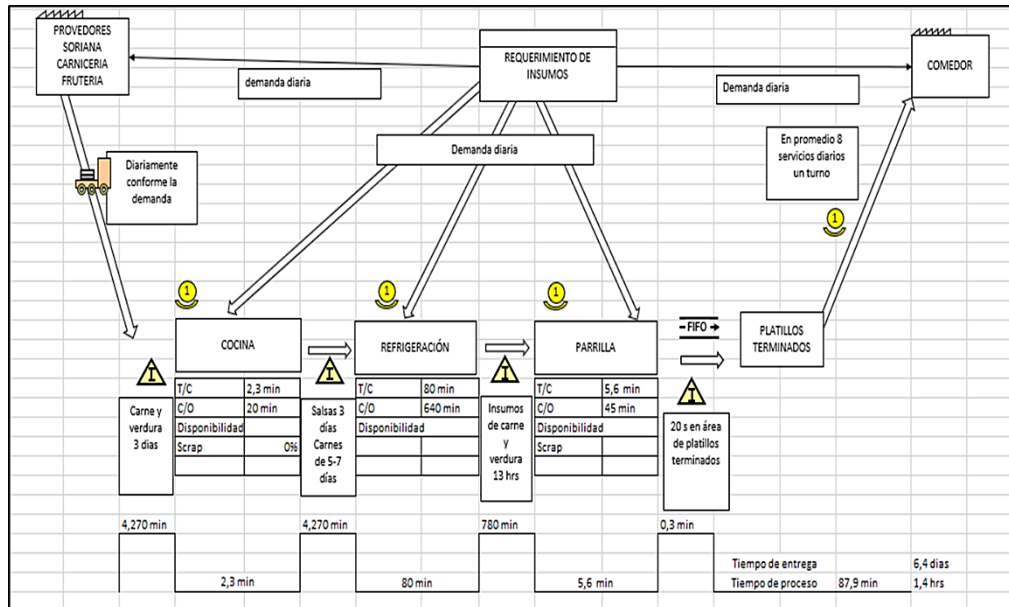 PROVEDORES
SORIANA
CARNICERIA
FRUTERIA
REQUERIMIENTO DE
INSUMOS
COMEDOR
demanda diaria
Demanda diaria
Demanda diaria
En promedio 8
servicios diarios
un turno
Diariamente
conforme la
demanda
1
1
1
1
COCINA
REFRIGERACIÓN
PARRILLA
FIFO
PLATILLOS
TERMINADOS
I
I
I
I
T/C 2,3 min
C/O 20 min
Disponibilidad
Scrap 0%
T/C 80 min
C/O 640 min
Disponibilidad
T/C 5,6 min
C/O 45 min
Disponibilidad
Scrap
Carne y
verdura
3 dias
Salsas 3
días
Carnes
de 5-7
días
Insumos
de carne
y
verdura
13 hrs
20 s en área
de platillos
terminados
4,270 min
4,270 min
780 min
0,3 min
2,3 min
80 min
5,6 min
Tiempo de entrega 6,4 dias
Tiempo de proceso 87,9 min 1,4 hrs